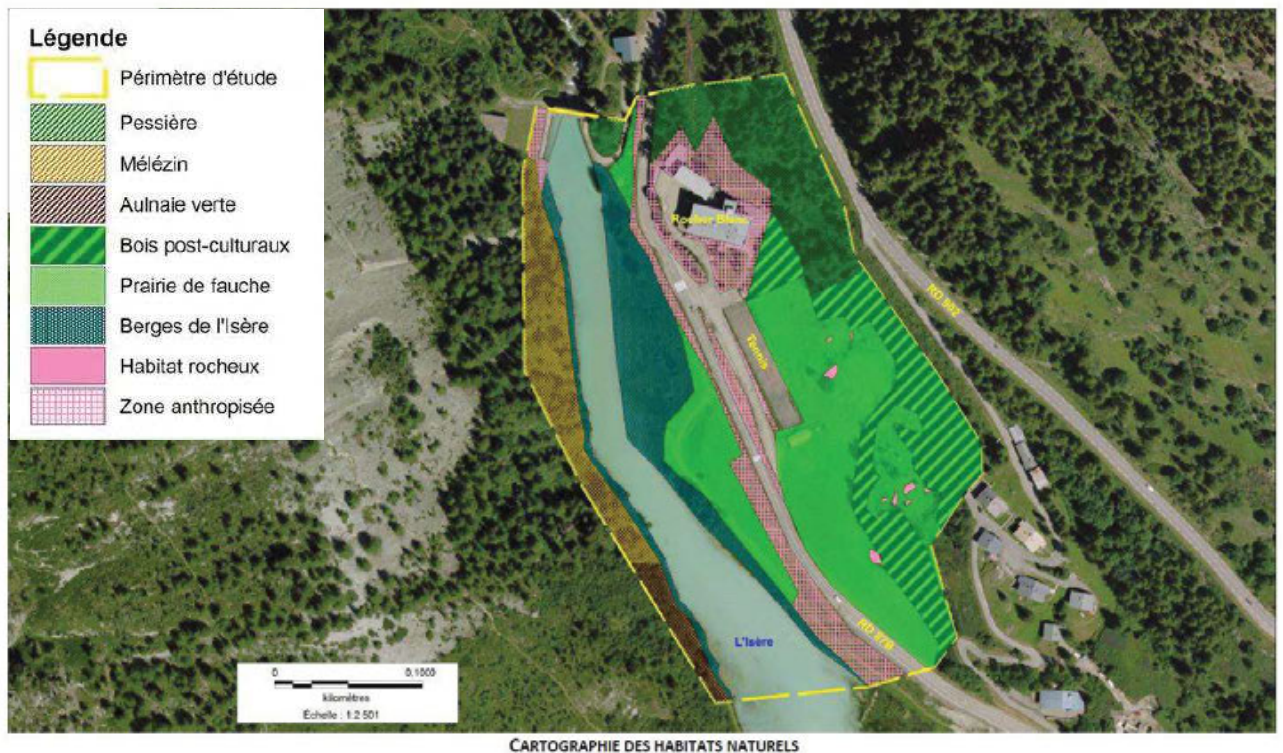 Légende
Périmètre d'étude
Pessière
Mélézin
Aulnaie verte
Bois post-culturaux
Prairie de fauche
Berges de l'Isère
Habitat rocheux
Zone anthropisée
Rocher Blanc
RD 902
Tennis
L'Isère
RD 87B
0 0,1000
kilomètres
Échelle : 1:2 501
CARTOGRAPHIE DES HABITATS NATURELS